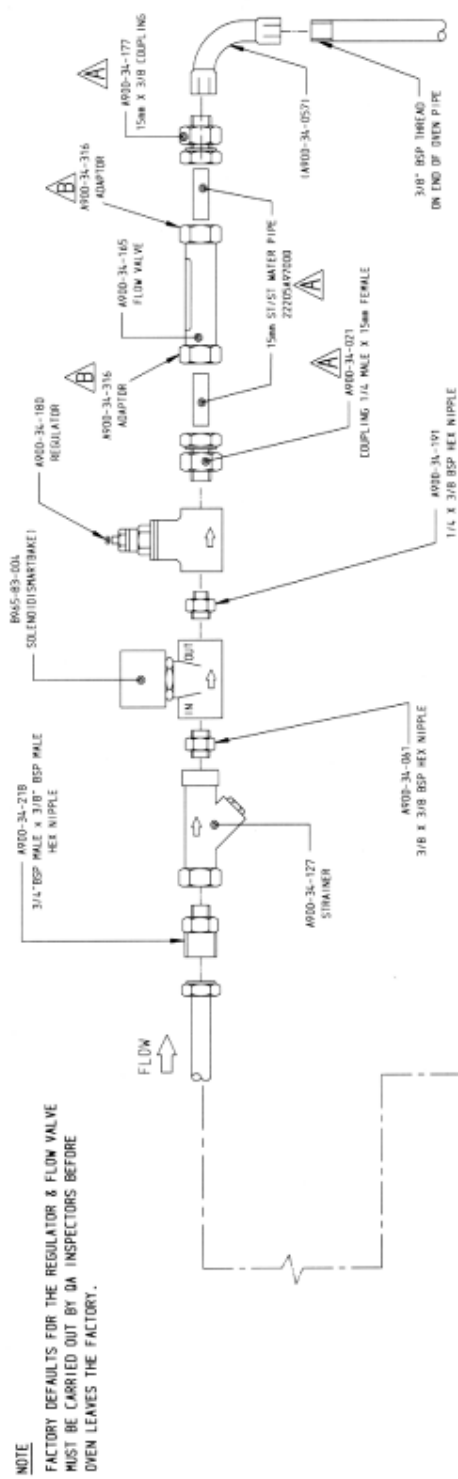 NOTE
FACTORY DEFAULTS FOR THE REGULATOR & FLOW VALVE
MUST BE CARRIED OUT BY QA INSPECTORS BEFORE
OVEN LEAVES THE FACTORY.
FLOW
A900-34-218
3/4"BSP MALE x 3/8" BSP MALE
HEX NIPPLE
A900-34-127
STRAINER
A900-34-061
3/8 X 3/8 BSP HEX NIPPLE
B965-83-004
SOLENOID(SMARTBAKE)
IN
OUT
A900-34-191
1/4 X 3/8 BSP HEX NIPPLE
A900-34-180
REGULATOR
A900-34-021
COUPLING 1/4 MALE X 15mm FEMALE
A
B
A900-34-316
ADAPTOR
A900-34-165
FLOW VALVE
15mm ST/ST WATER PIPE
22205A97000
A
B
A900-34-316
ADAPTOR
A
A900-34-177
15mm X 3/8 COUPLING
(A900-34-057)
3/8" BSP THREAD
ON END OF OVEN PIPE